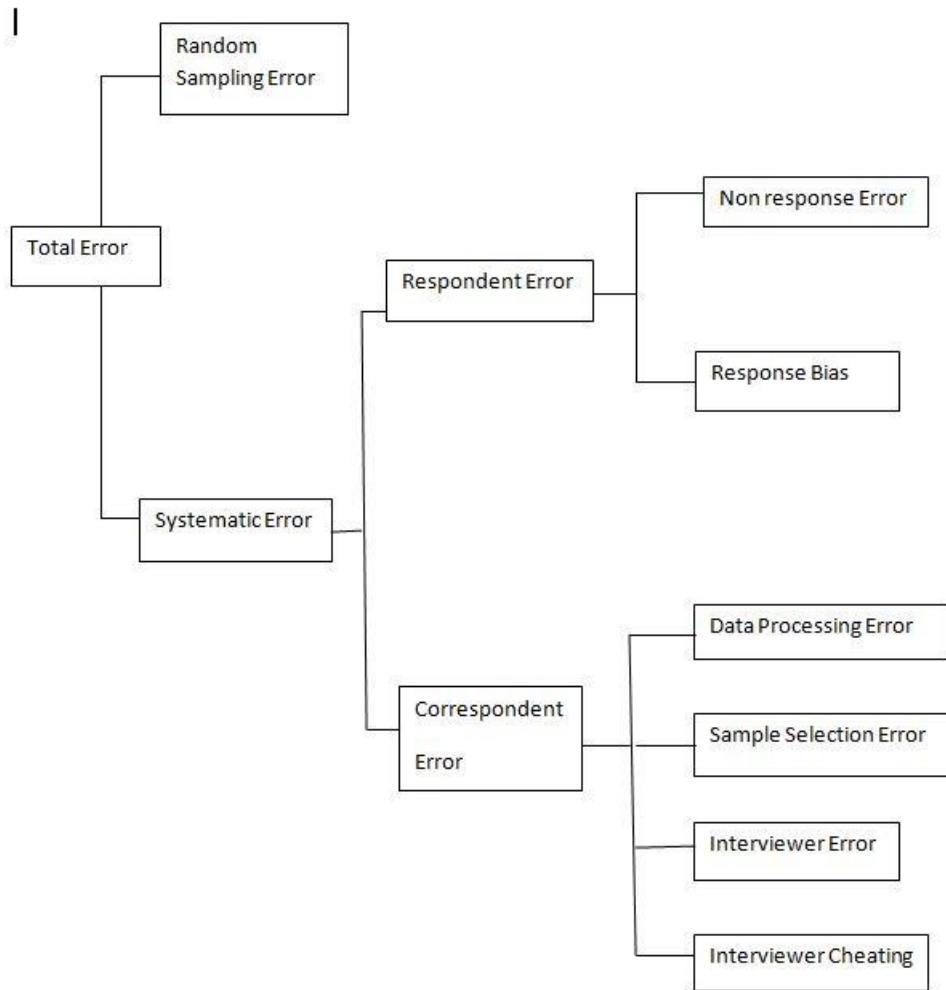 Random
Sampling Error
Total Error
Systematic Error
Respondent Error
Non response Error
Response Bias
Correspondent
Error
Data Processing Error
Sample Selection Error
Interviewer Error
Interviewer Cheating